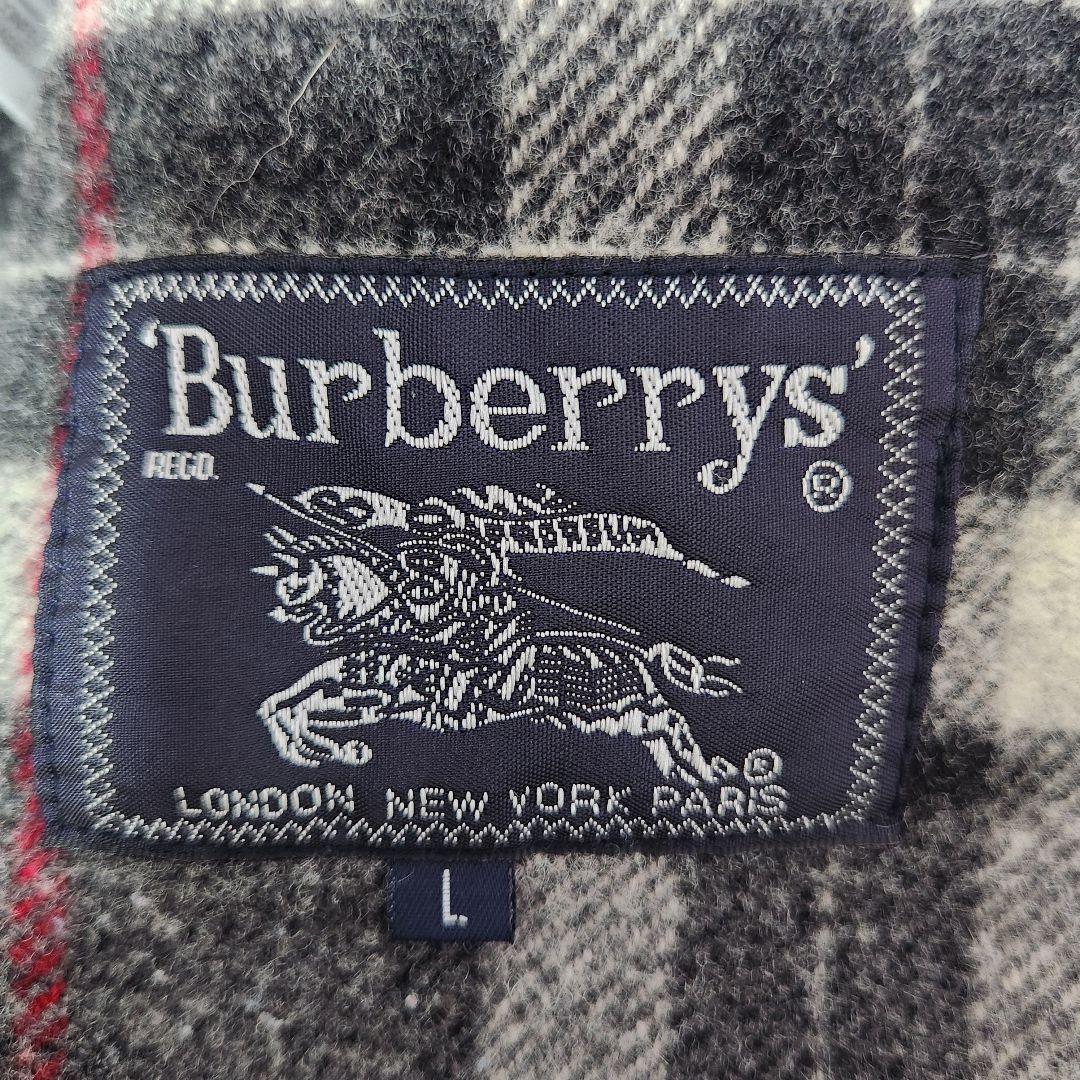 'Burberrys'
REGD. ®
®
LONDON NEW YORK PARIS
L